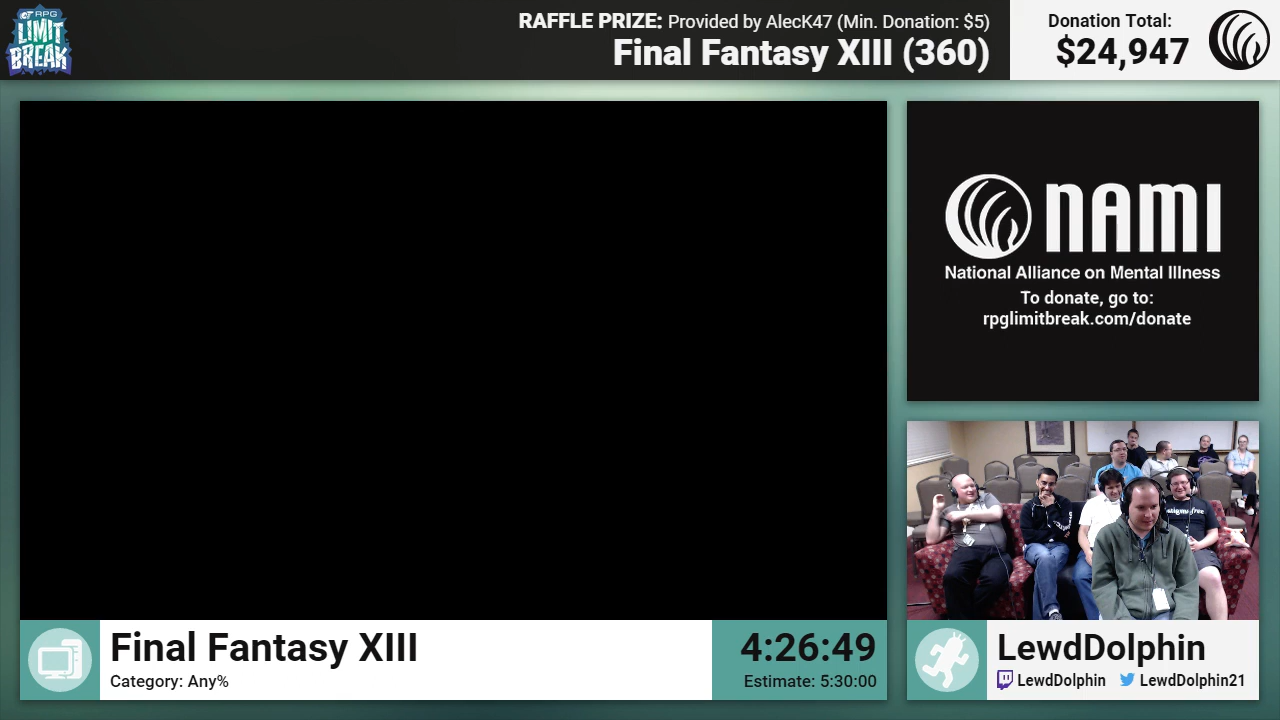 RPG
LIMIT
BREAK
RAFFLE PRIZE: Provided by AlecK47 (Min. Donation: $5)
Final Fantasy XIII (360)
Donation Total:
$24,947
NAMI
National Alliance on Mental Illness
To donate, go to:
rpglimitbreak.com/donate
Final Fantasy XIII
Category: Any%
4:26:49
Estimate: 5:30:00
LewdDolphin
LewdDolphin LewdDolphin21